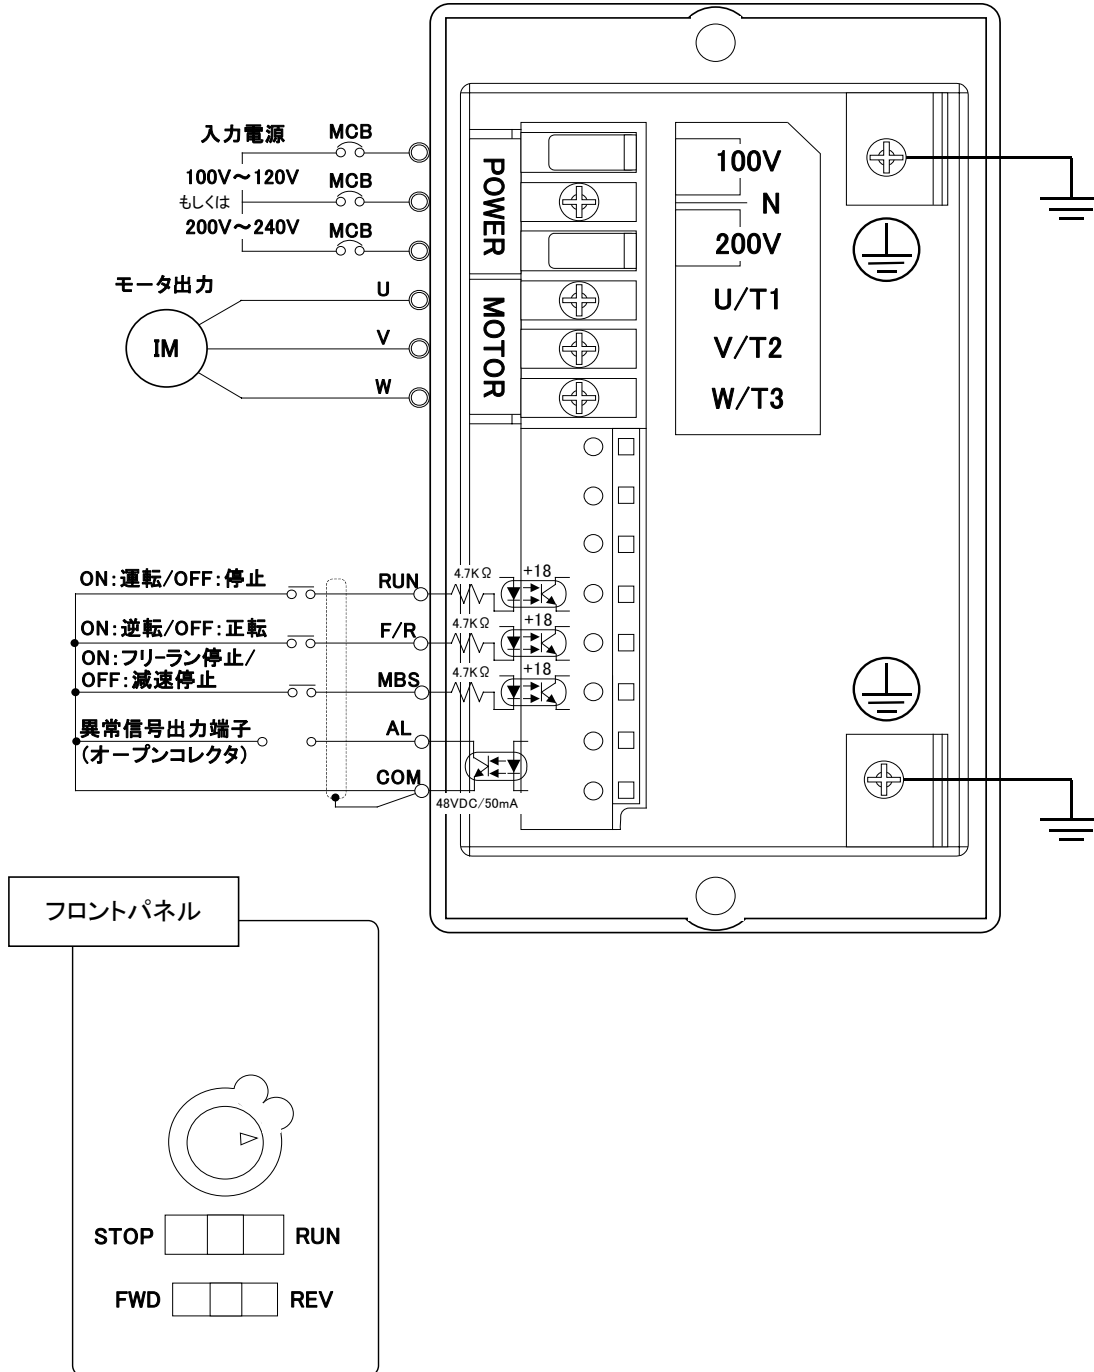 入力電源
MCB
100V～120V
MCB
もしくは
200V～240V
MCB
モータ出力
IM
U
V
W
POWER
MOTOR
100V
N
200V
U/T1
V/T2
W/T3
ON:運転/OFF:停止
RUN
4.7KΩ
+18
ON:逆転/OFF:正転
F/R
4.7KΩ
+18
ON:フリーラン停止/
OFF:減速停止
MBS
4.7KΩ
+18
異常信号出力端子
(オープンコレクタ)
AL
COM
48VDC/50mA
フロントパネル
STOP
RUN
FWD
REV